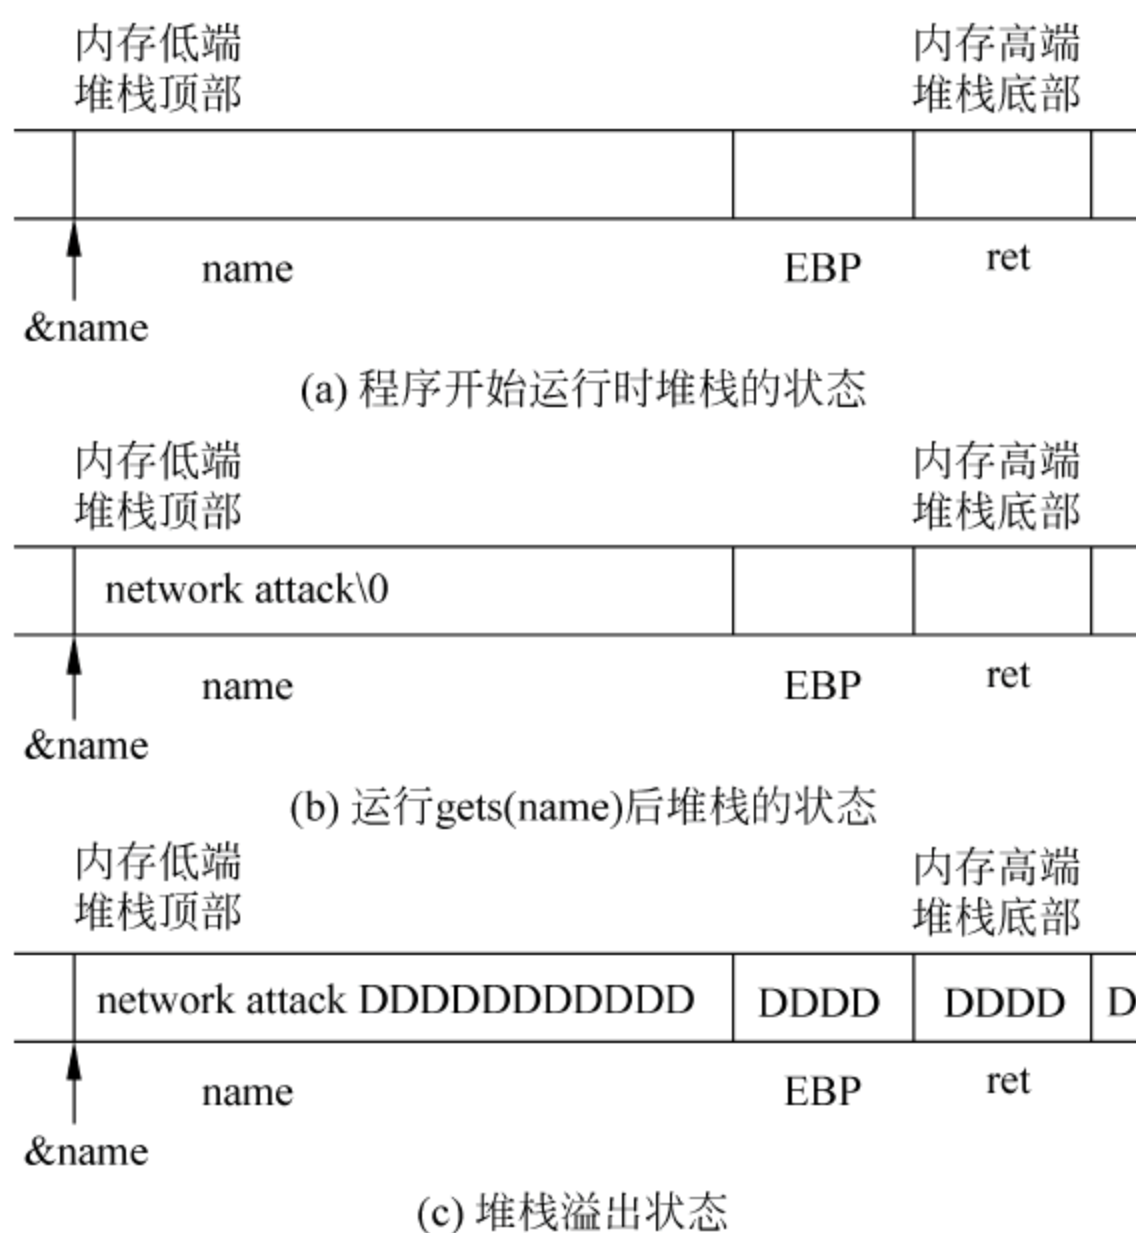 内存低端 内存高端
堆栈顶部 堆栈底部
name EBP ret
&name
(a) 程序开始运行时堆栈的状态
内存低端 内存高端
堆栈顶部 堆栈底部
network attack\0
name EBP ret
&name
(b) 运行gets(name)后堆栈的状态
内存低端 内存高端
堆栈顶部 堆栈底部
network attack DDDDDDDDDDD DDDD DDDD D
name EBP ret
&name
(c) 堆栈溢出状态